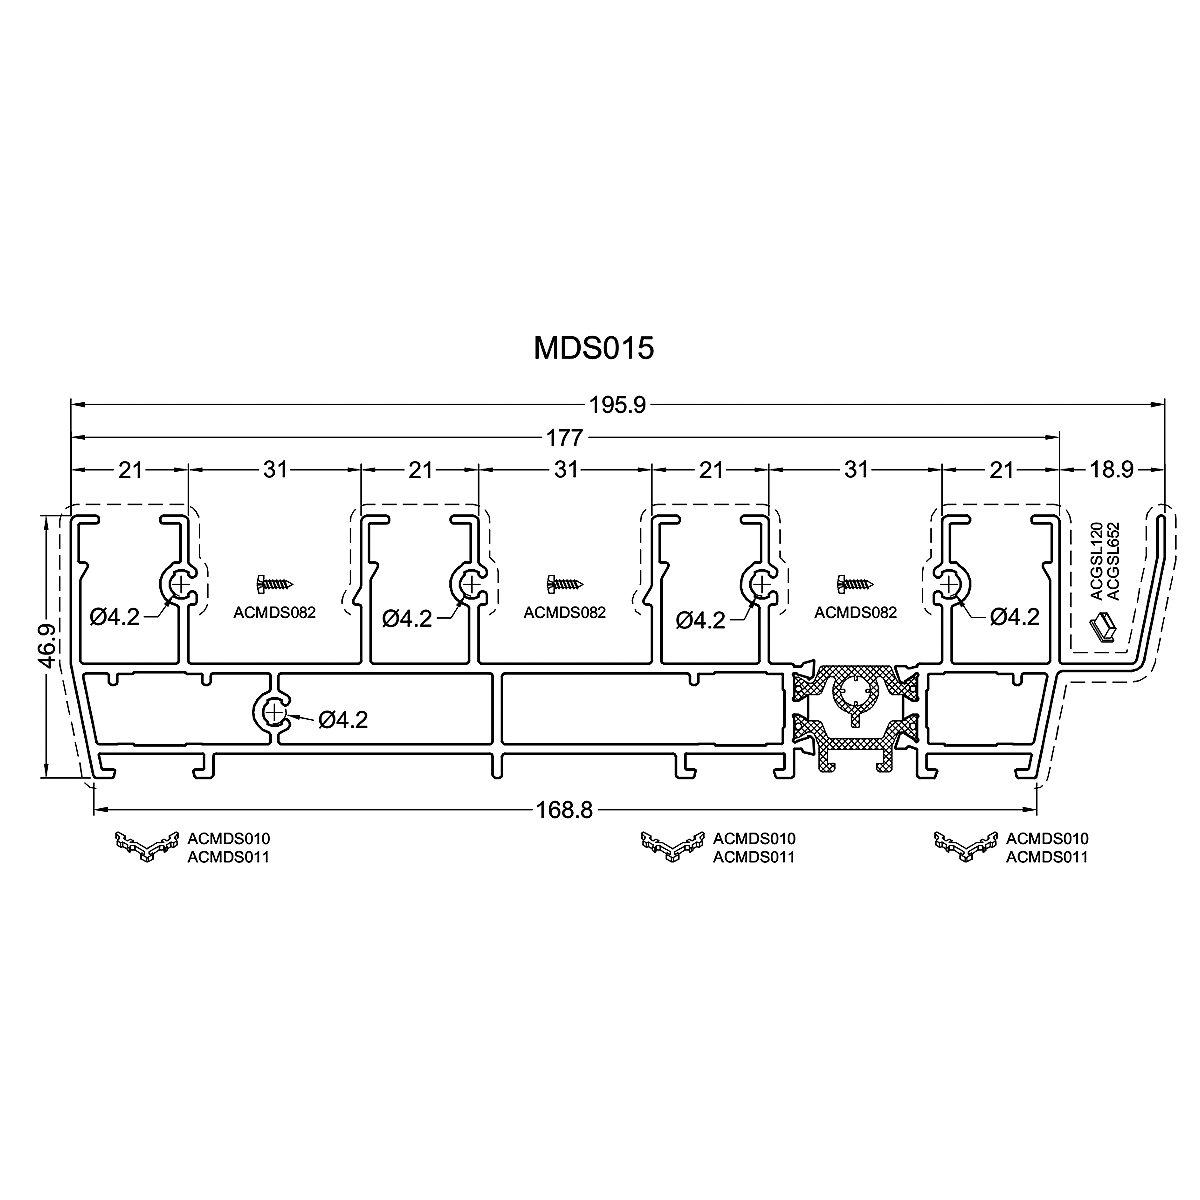 MDS015
195.9
177
21 31 21 31 21 31 21 18.9
ACGSL120
ACGSL652
ACMDS082 ACMDS082 ACMDS082
Ø4.2 Ø4.2 Ø4.2 Ø4.2
46.9
Ø4.2
168.8
ACMDS010 ACMDS010 ACMDS010
ACMDS011 ACMDS011 ACMDS011